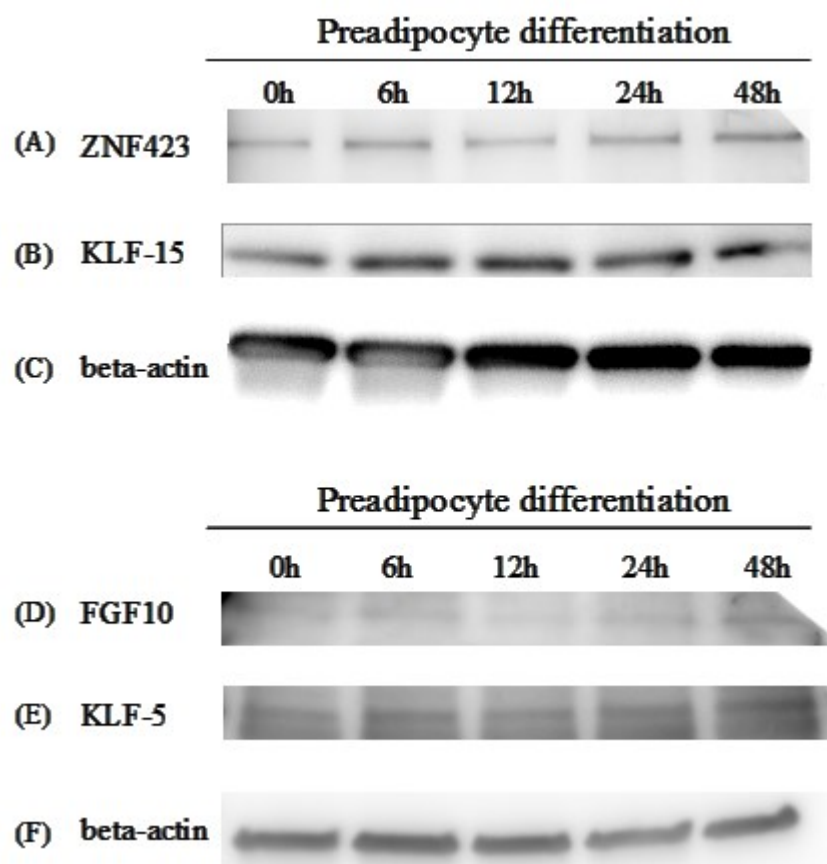 Preadipocyte differentiation
0h 6h 12h 24h 48h
(A) ZNF423
(B) KLF-15
(C) beta-actin
Preadipocyte differentiation
0h 6h 12h 24h 48h
(D) FGF10
(E) KLF-5
(F) beta-actin